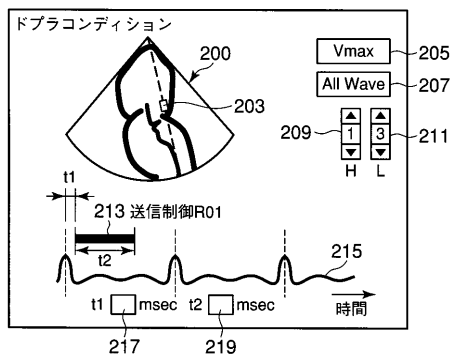 ドプラコンディション
200
203
Vmax 205
All Wave 207
209 1 3 211
H L
t1
213 送信制御R01
t2
215
時間
t1 msec t2 msec
217 219